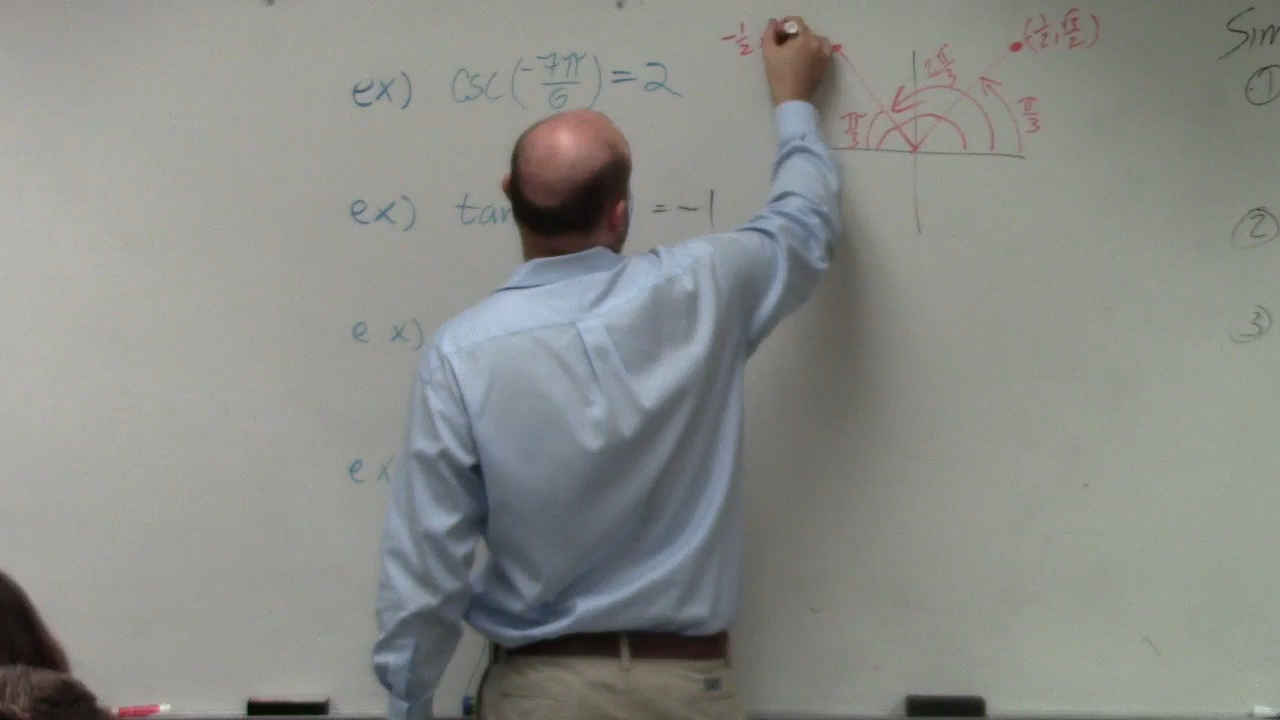 ex) csc(-7π/6) = 2
ex) tan = -1
e x)
e x
-1/2,
(1/2, √3/2)
2π/3
π/3
π/3
Sim
①
②
3)